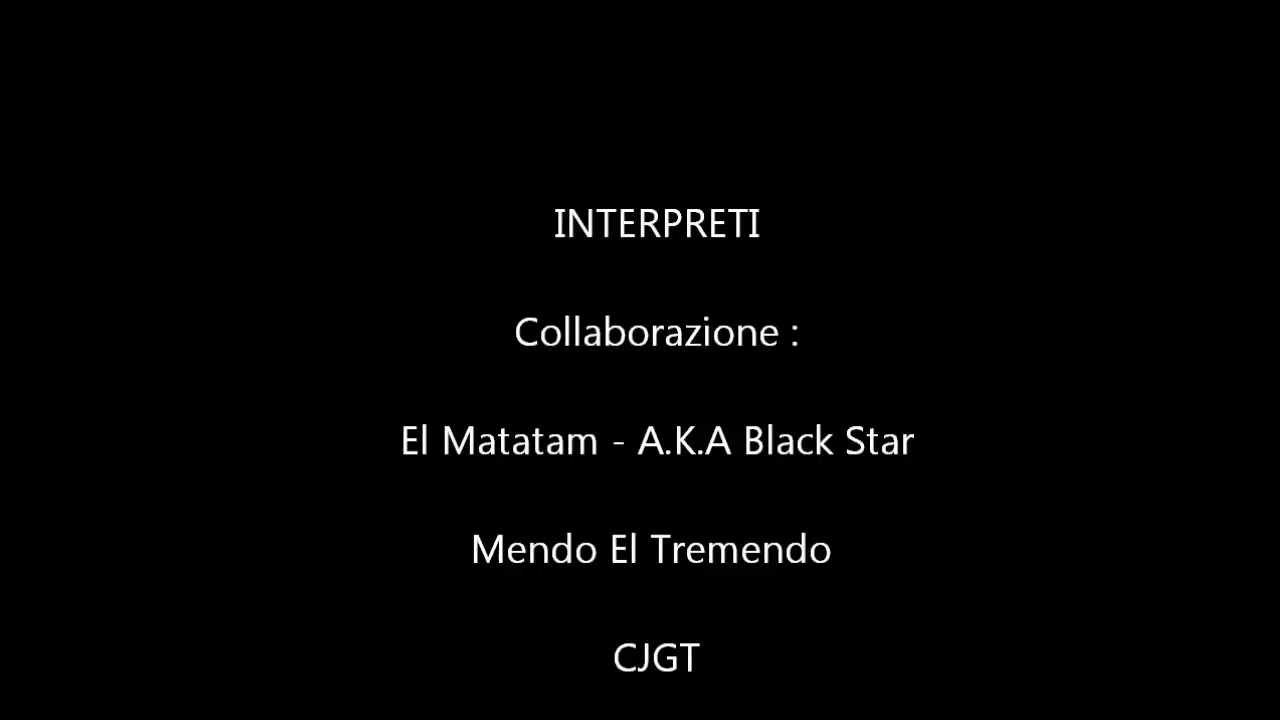 INTERPRETI
Collaborazione :
El Matatam - A.K.A Black Star
Mendo El Tremendo
CJGT